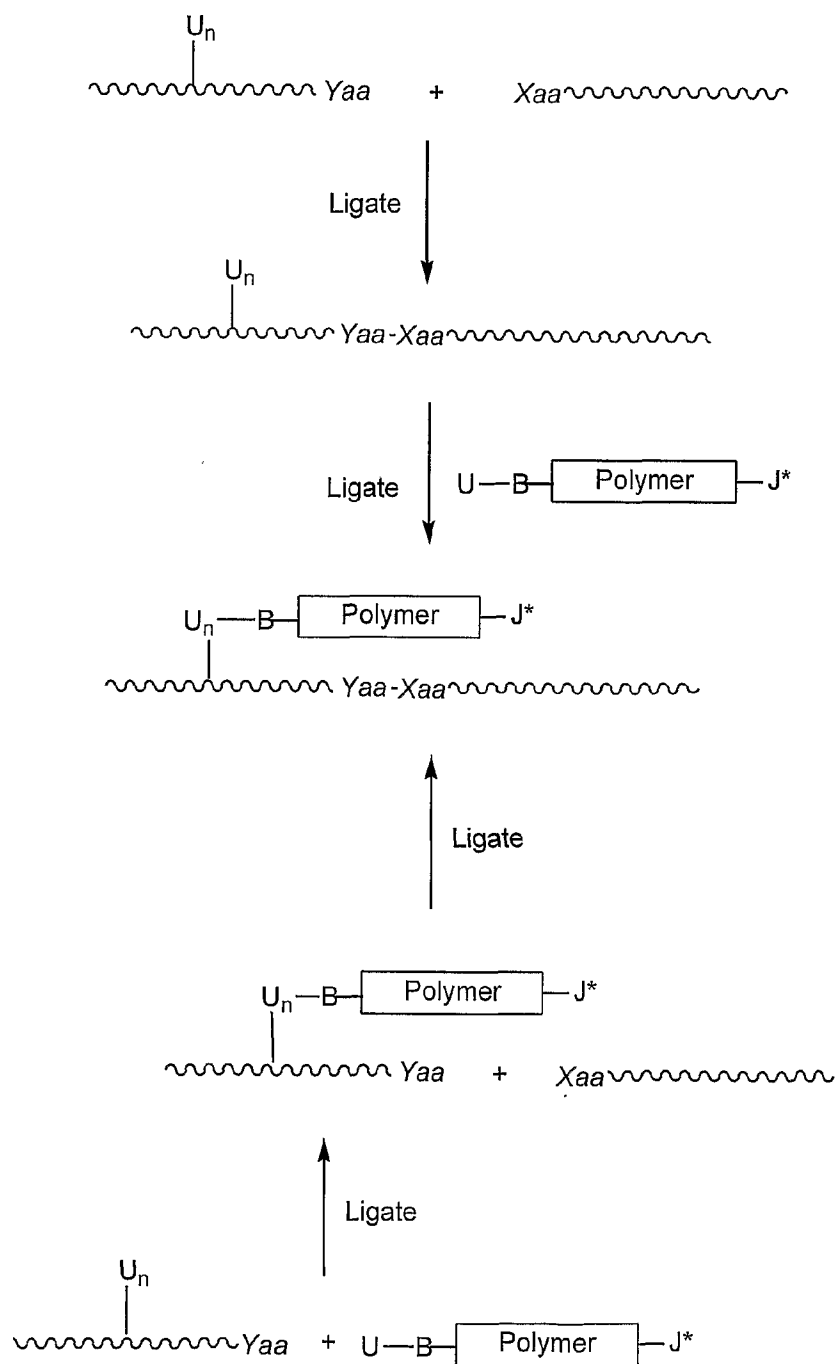 Un
Yaa + Xaa
Ligate
Un
Yaa-Xaa
Ligate U B Polymer J*
Un B Polymer J*
Yaa-Xaa
Ligate
Un B Polymer J*
Yaa + Xaa
Ligate
Un
Yaa + U B Polymer J*